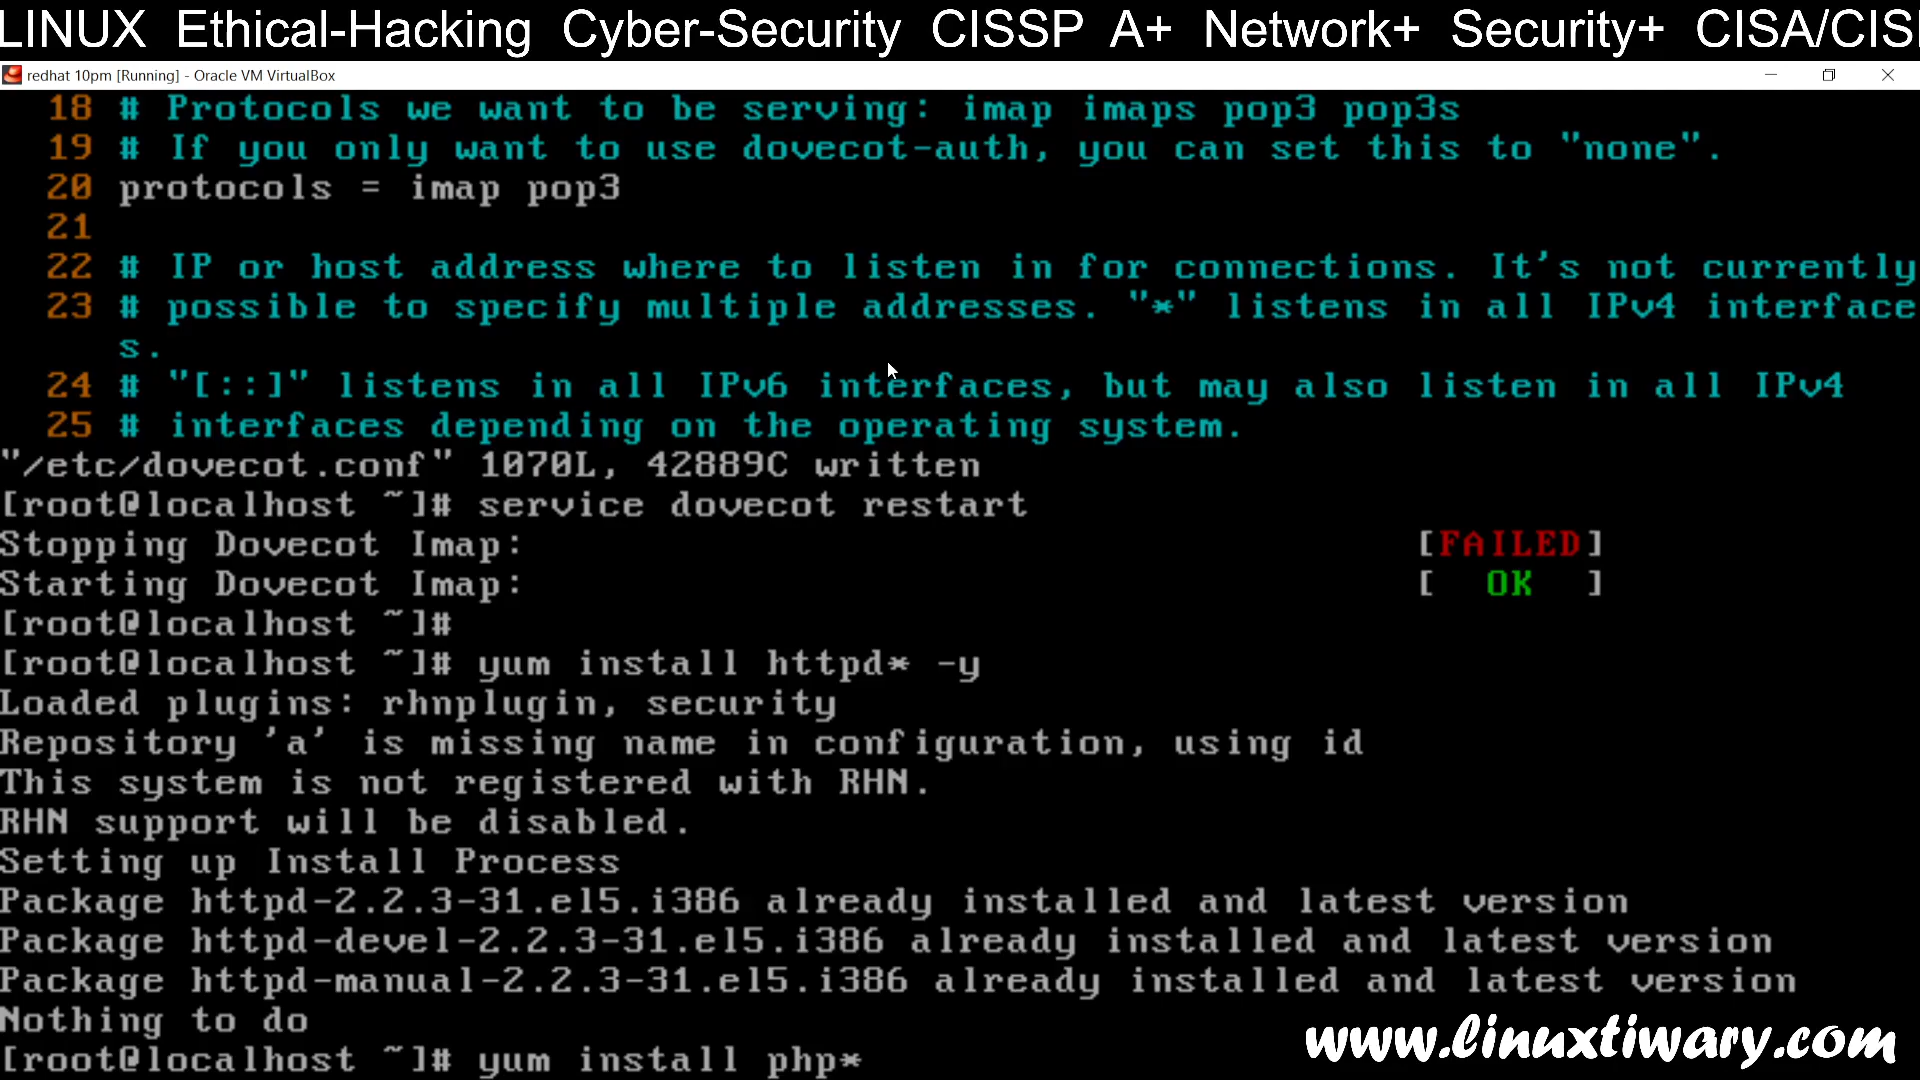 LINUX Ethical-Hacking Cyber-Security CISSP A+ Network+ Security+ CISA/CIS
redhat 10pm [Running] - Oracle VM VirtualBox
18 # Protocols we want to be serving: imap imaps pop3 pop3s
19 # If you only want to use dovecot-auth, you can set this to "none".
20 protocols = imap pop3
21
22 # IP or host address where to listen in for connections. It's not currently
23 # possible to specify multiple addresses. "*" listens in all IPv4 interface
s.
24 # "[::]" listens in all IPv6 interfaces, but may also listen in all IPv4
25 # interfaces depending on the operating system.
"/etc/dovecot.conf" 1070L, 42889C written
[root@localhost ~]# service dovecot restart
Stopping Dovecot Imap: [FAILED]
Starting Dovecot Imap: [ OK ]
[root@localhost ~]#
[root@localhost ~]# yum install httpd* -y
Loaded plugins: rhnplugin, security
Repository 'a' is missing name in configuration, using id
This system is not registered with RHN.
RHN support will be disabled.
Setting up Install Process
Package httpd-2.2.3-31.el5.i386 already installed and latest version
Package httpd-devel-2.2.3-31.el5.i386 already installed and latest version
Package httpd-manual-2.2.3-31.el5.i386 already installed and latest version
Nothing to do
[root@localhost ~]# yum install php*
www.linuxtiwary.com